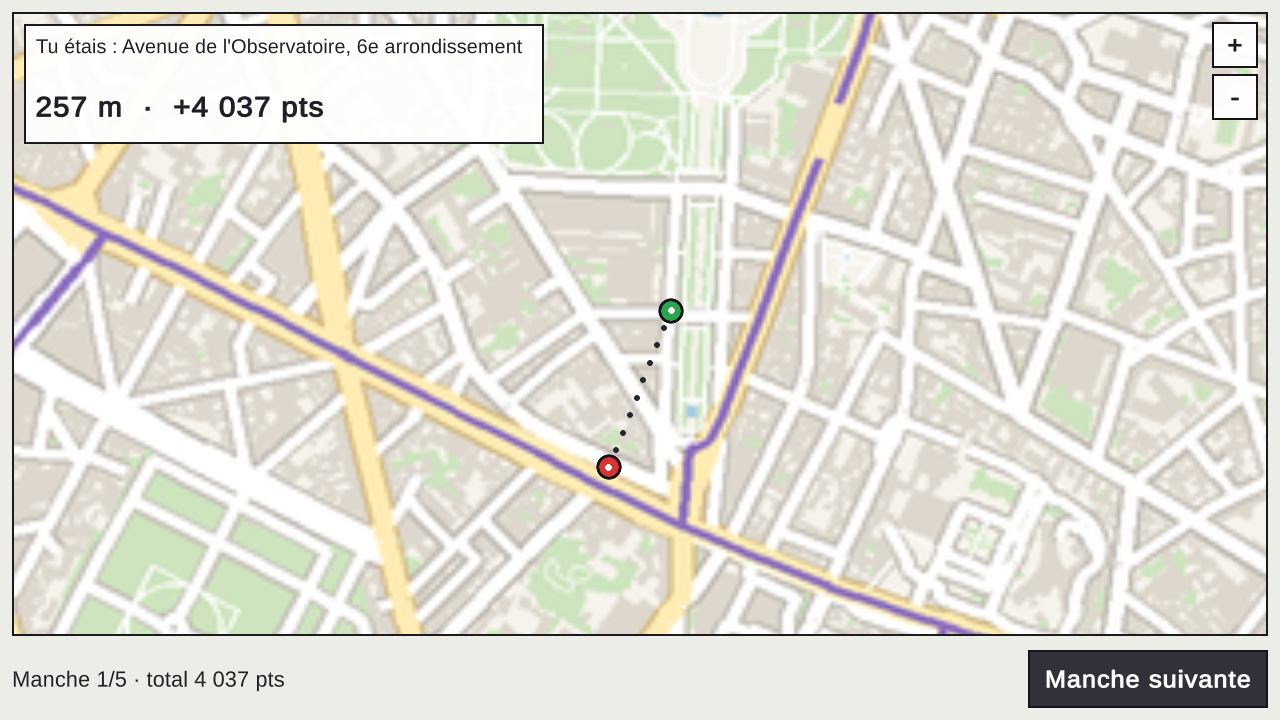 Tu étais : Avenue de l'Observatoire, 6e arrondissement
257 m · +4 037 pts
+
-
Manche 1/5 · total 4 037 pts
Manche suivante